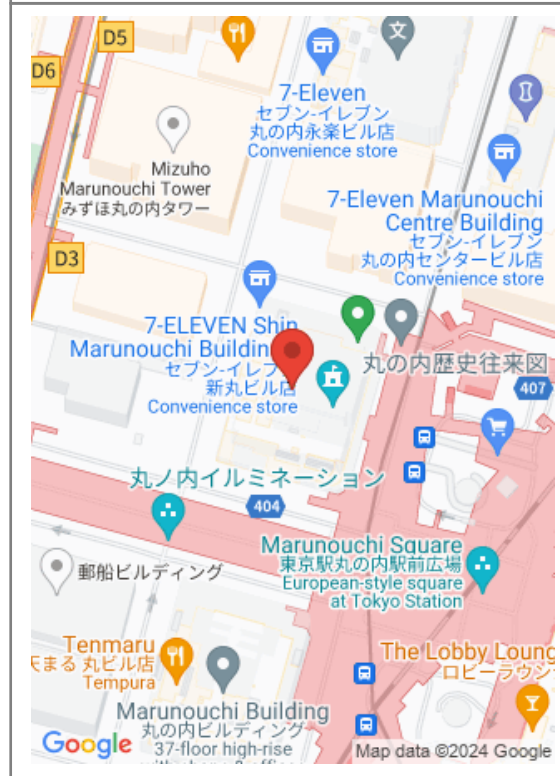 D5
D6
文
7-Eleven
セブン-イレブン
丸の内永楽ビル店
Convenience store
Mizuho
Marunouchi Tower
みずほ丸の内タワー
7-Eleven Marunouchi
Centre Building
セブン-イレブン
丸の内センタービル店
Convenience store
D3
7-ELEVEN Shin
Marunouchi Building
セブン-イレブ
新丸ビル店
Convenience store
丸の内歴史往来図
407
丸ノ内イルミネーション
404
Marunouchi Square
東京駅丸の内駅前広場
European-style square
at Tokyo Station
郵船ビルディング
Tenmaru
天まる 丸ビル店
Tempura
The Lobby Loung
ロビーラウン
Marunouchi Building
丸の内ビルディング
37-floor high-rise
Google
Map data ©2024 Google